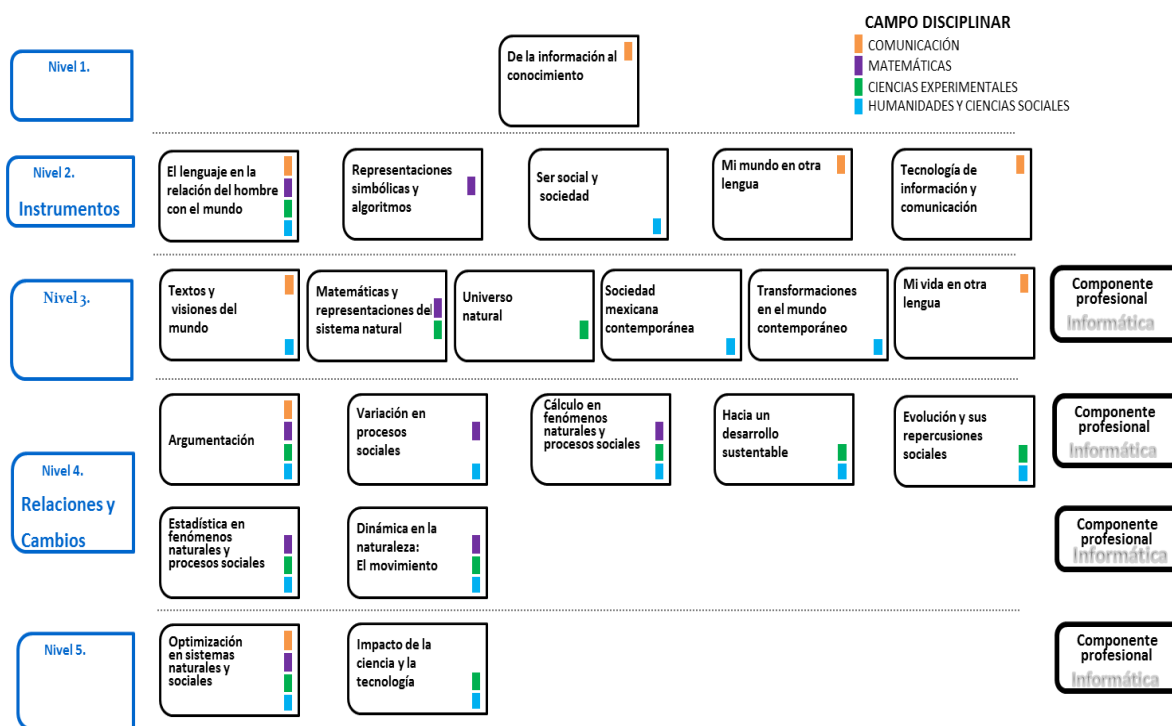 CAMPO DISCIPLINAR
COMUNICACIÓN
MATEMÁTICAS
CIENCIAS EXPERIMENTALES
HUMANIDADES Y CIENCIAS SOCIALES
Nivel 1.
De la información al
conocimiento
Nivel 2.
Instrumentos
El lenguaje en la
relación del hombre
con el mundo
Representaciones
simbólicas y
algoritmos
Ser social y
sociedad
Mi mundo en otra
lengua
Tecnología de
información y
comunicación
Nivel 3.
Textos y
visiones del
mundo
Matemáticas y
representaciones del
sistema natural
Universo
natural
Sociedad
mexicana
contemporánea
Transformaciones
en el mundo
contemporáneo
Mi vida en otra
lengua
Componente
profesional
Informática
Nivel 4.
Relaciones y
Cambios
Argumentación
Variación en
procesos
sociales
Cálculo en
fenómenos
naturales y
procesos sociales
Hacia un
desarrollo
sustentable
Evolución y sus
repercusiones
sociales
Componente
profesional
Informática
Estadística en
fenómenos
naturales y
procesos sociales
Dinámica en la
naturaleza:
El movimiento
Componente
profesional
Informática
Nivel 5.
Optimización
en sistemas
naturales y
sociales
Impacto de la
ciencia y la
tecnología
Componente
profesional
Informática